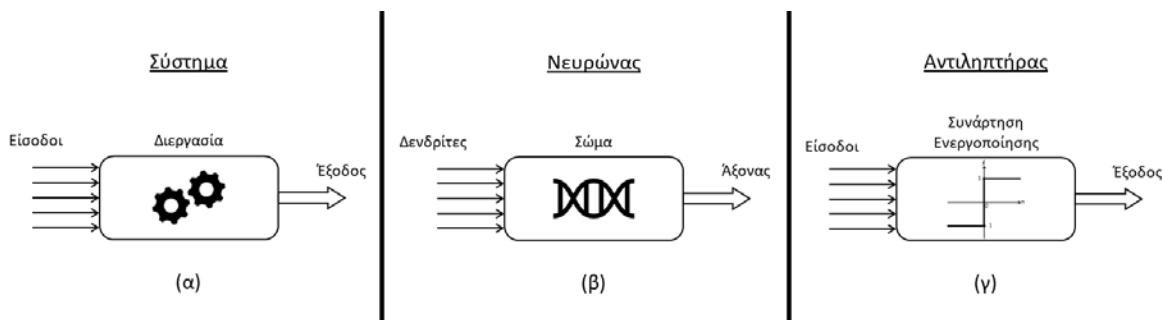 Σύστημα
Είσοδοι
Διεργασία
Έξοδος
(α)
Νευρώνας
Δενδρίτες
Σώμα
Άξονας
(β)
Αντιληπτήρας
Είσοδοι
Συνάρτηση
Ενεργοποίησης
Έξοδος
(γ)